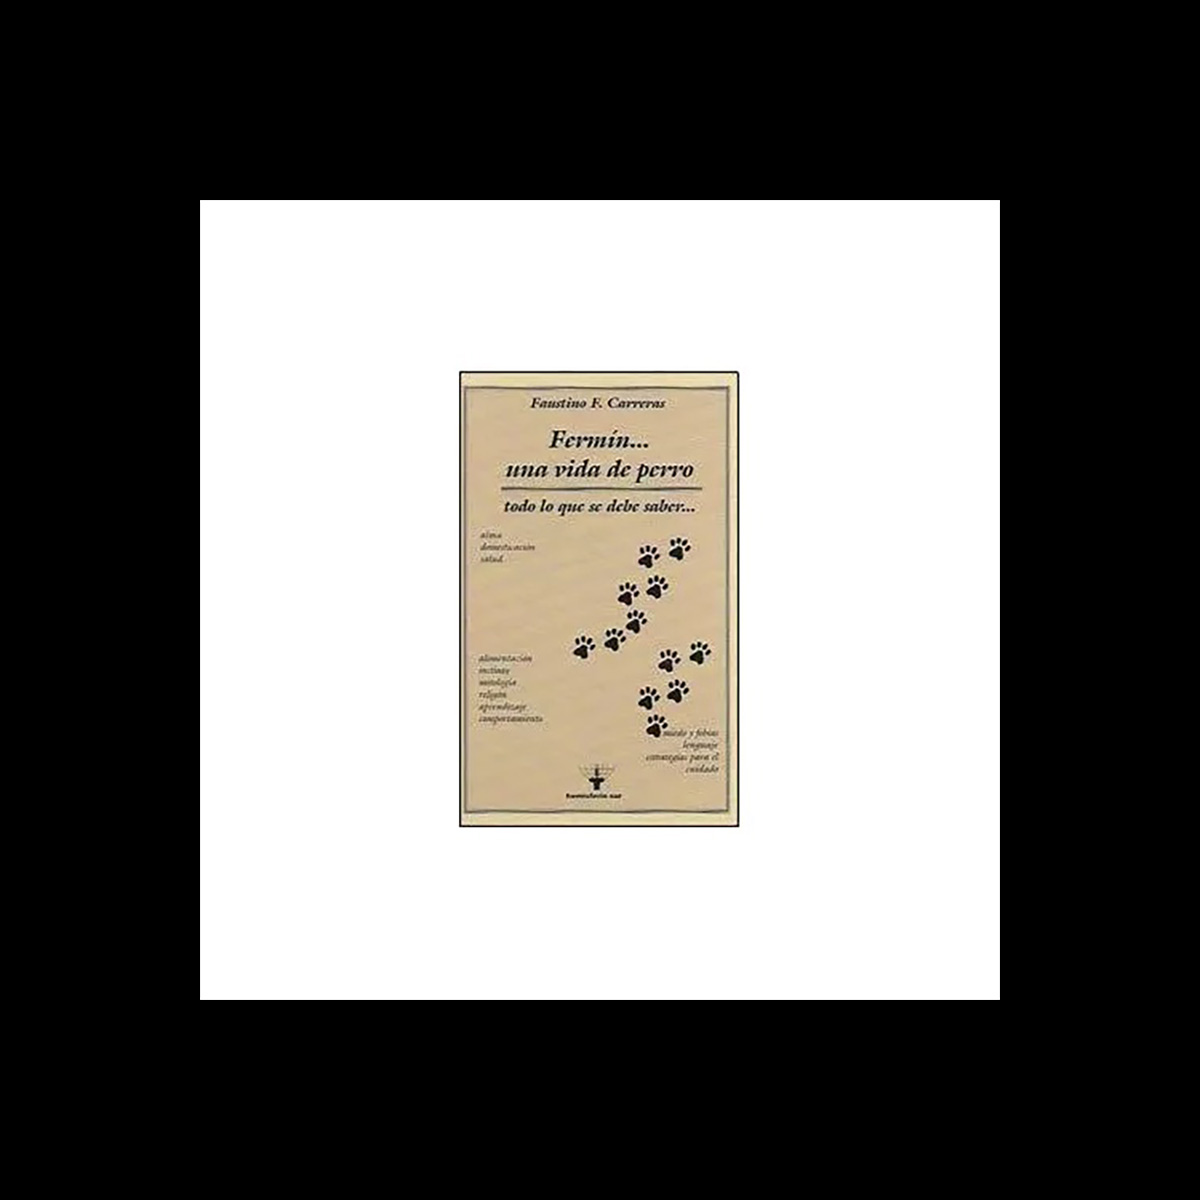 Faustino F. Carreras
Fermín...
una vida de perro
todo lo que se debe saber...
alma
domesticación
salud
alimentación
instinto
mitología
religión
aprendizaje
comportamiento
miedo y fobias
lenguaje
estrategias para el
cuidado